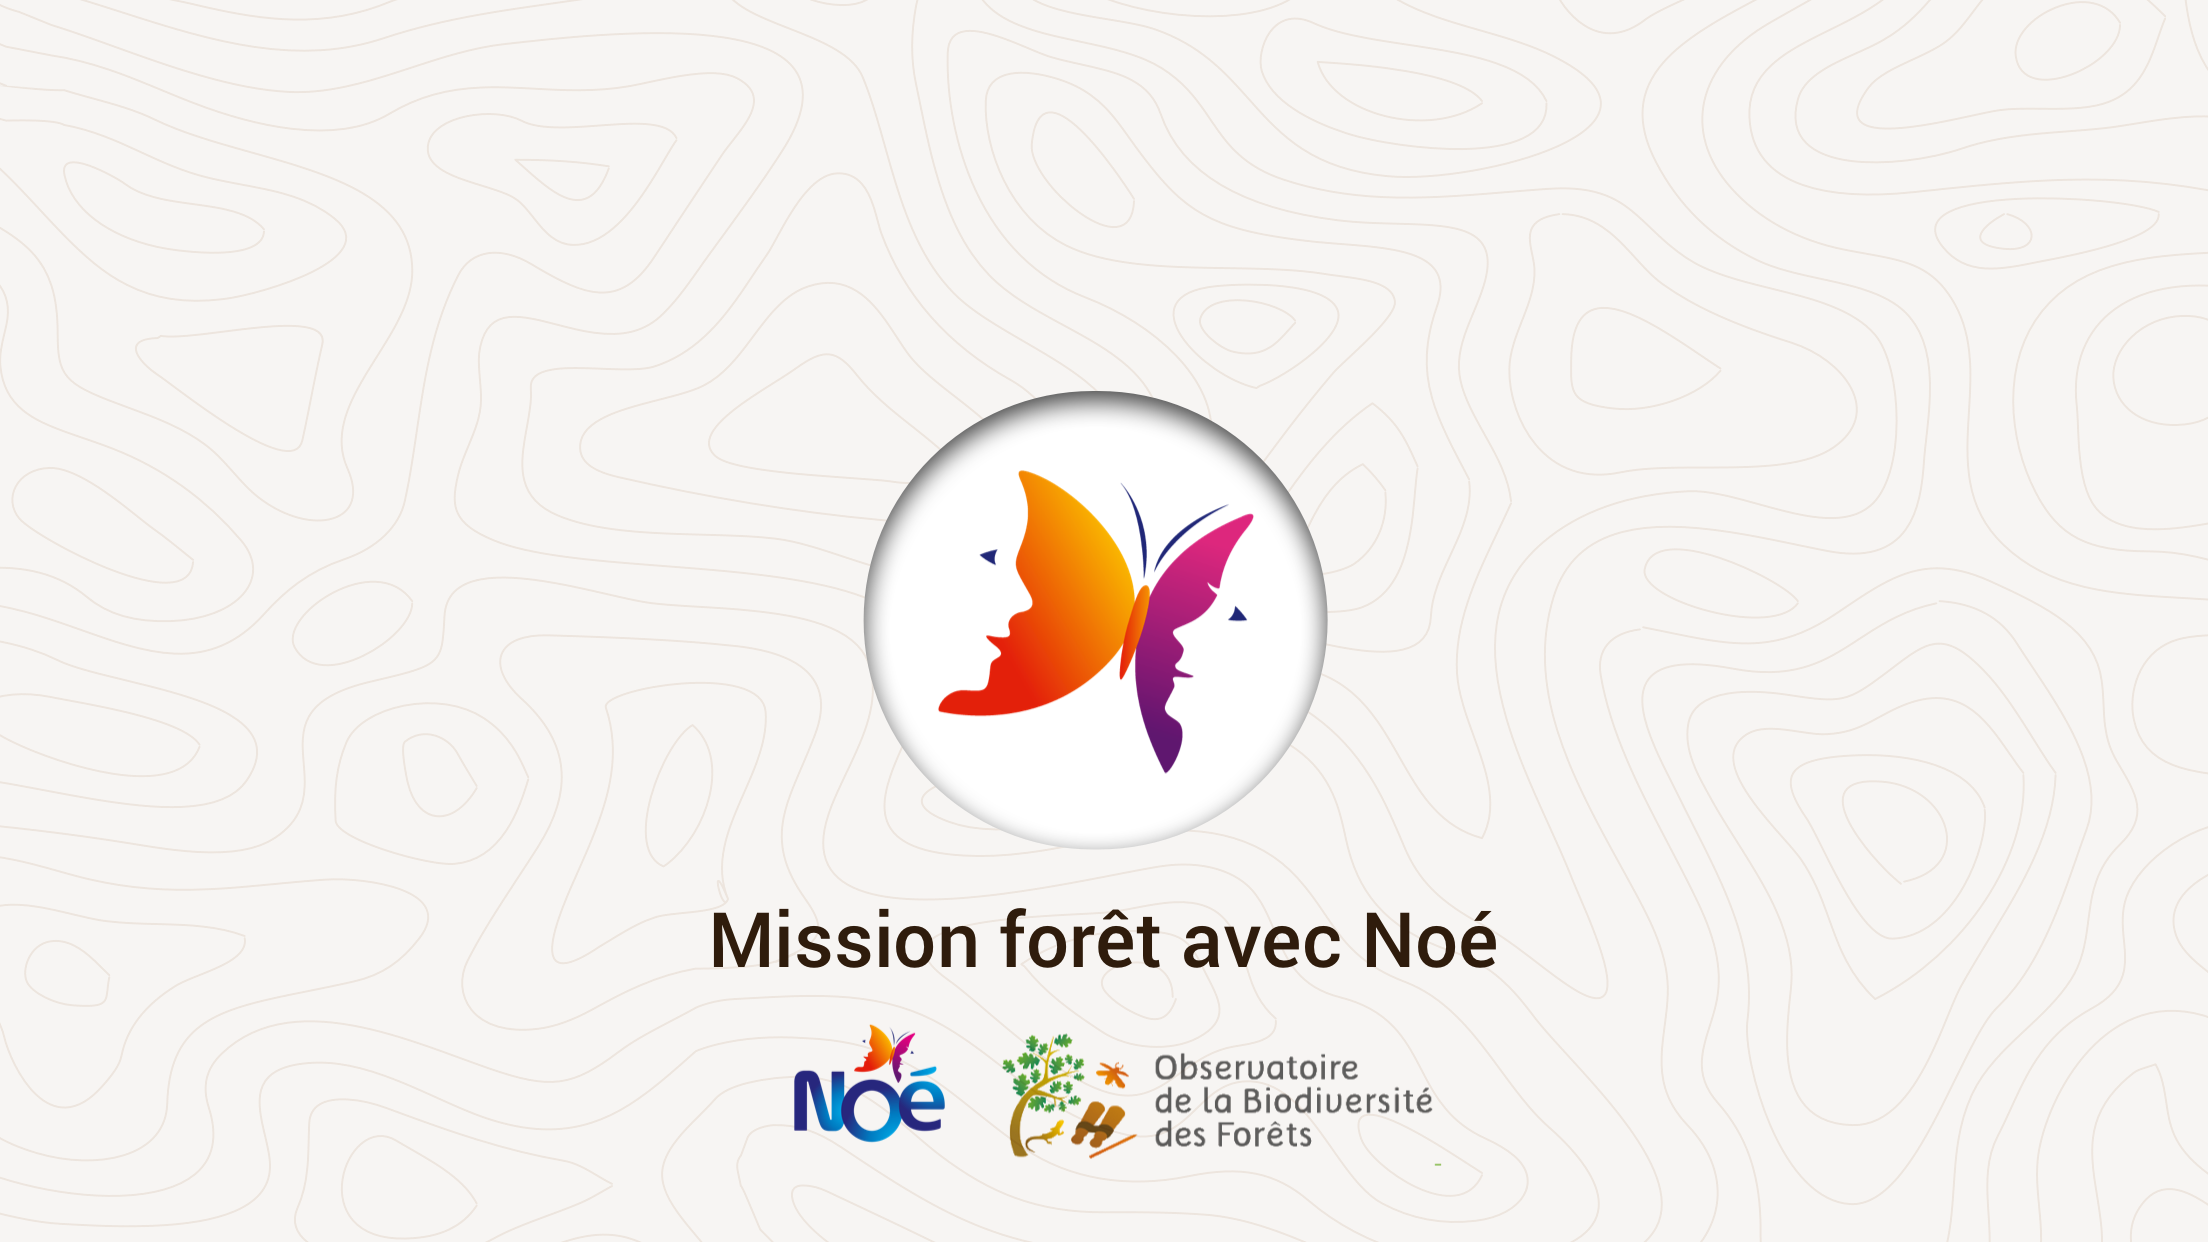 Mission forêt avec Noé
Noé
Observatoire
de la Biodiversité
des Forêts